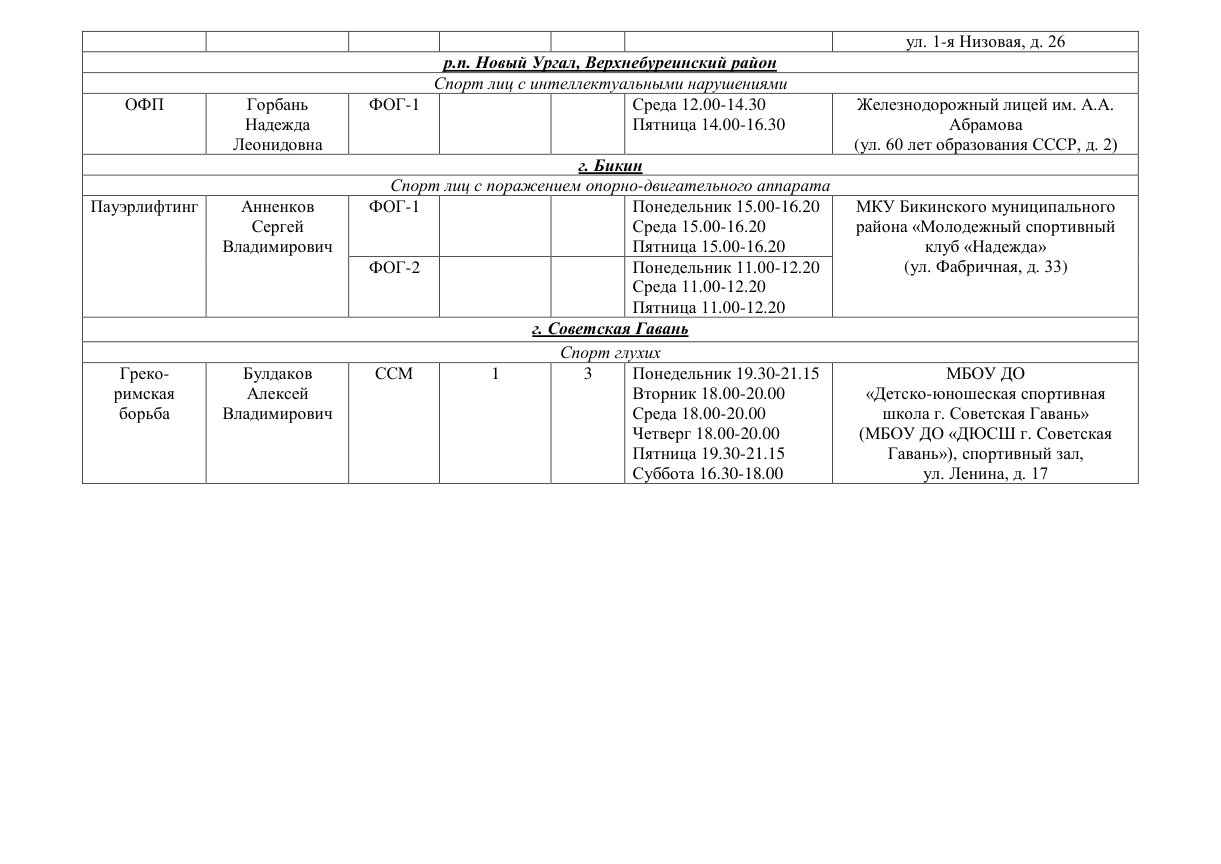 ул. 1-я Низовая, д. 26
р.п. Новый Ургал, Верхнебуреинский район
Спорт лиц с интеллектуальными нарушениями
ОФП
Горбань
Надежда
Леонидовна
ФОГ-1
Среда 12.00-14.30
Пятница 14.00-16.30
Железнодорожный лицей им. А.А.
Абрамова
(ул. 60 лет образования СССР, д. 2)
г. Бикин
Спорт лиц с поражением опорно-двигательного аппарата
Пауэрлифтинг
Анненков
Сергей
Владимирович
ФОГ-1
Понедельник 15.00-16.20
Среда 15.00-16.20
Пятница 15.00-16.20
МКУ Бикинского муниципального
района «Молодежный спортивный
клуб «Надежда»
(ул. Фабричная, д. 33)
ФОГ-2
Понедельник 11.00-12.20
Среда 11.00-12.20
Пятница 11.00-12.20
г. Советская Гавань
Спорт глухих
Греко-
римская
борьба
Булдаков
Алексей
Владимирович
ССМ
1
3
Понедельник 19.30-21.15
Вторник 18.00-20.00
Среда 18.00-20.00
Четверг 18.00-20.00
Пятница 19.30-21.15
Суббота 16.30-18.00
МБОУ ДО
«Детско-юношеская спортивная
школа г. Советская Гавань»
(МБОУ ДО «ДЮСШ г. Советская
Гавань»), спортивный зал,
ул. Ленина, д. 17